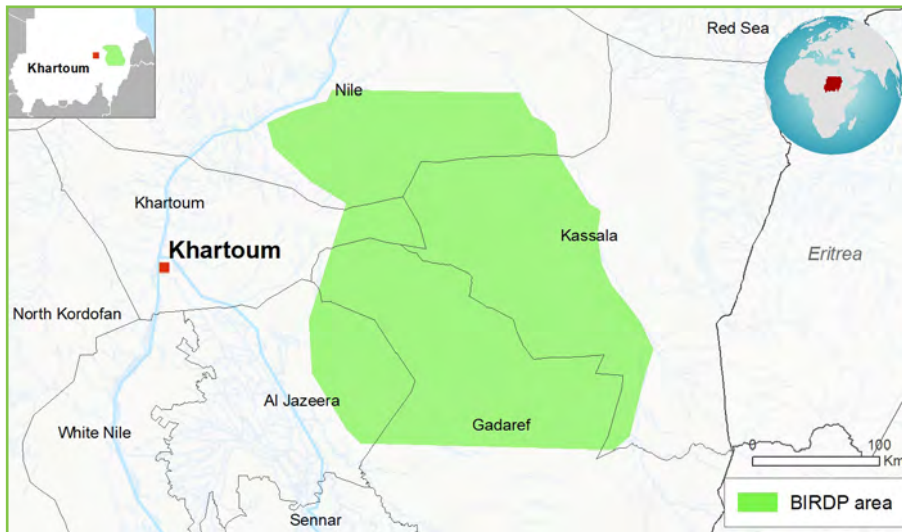 Red Sea
Khartoum
Nile
Khartoum
Khartoum
Kassala
Eritrea
North Kordofan
Al Jazeera
Gadaref
White Nile
0 100
Km
BIRDP area
Sennar